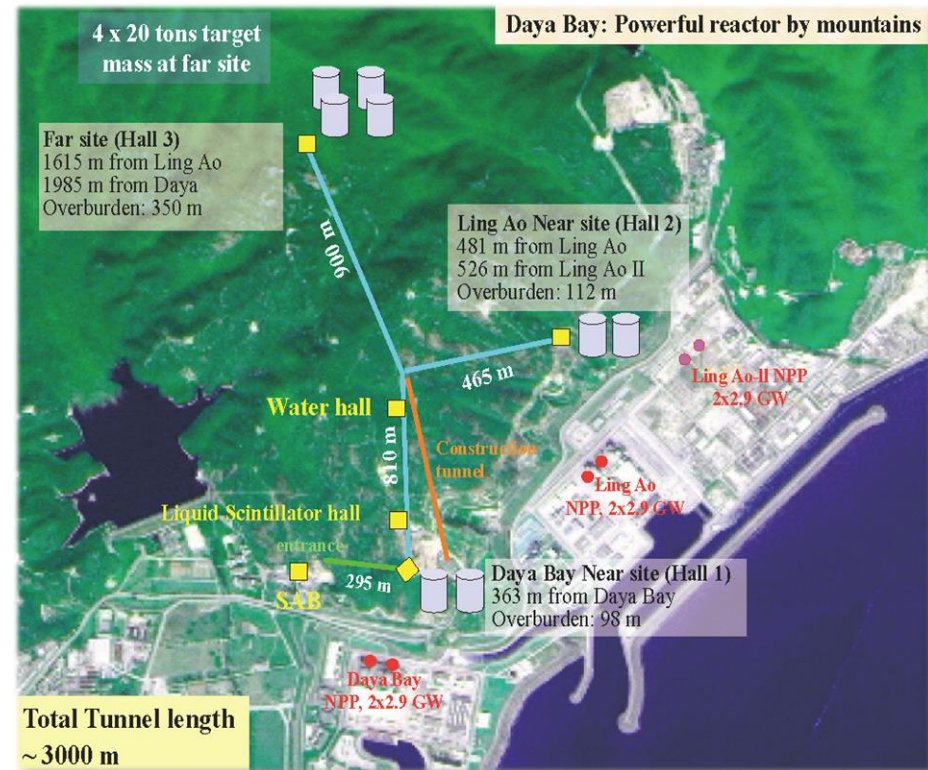 4 x 20 tons target
mass at far site
Daya Bay: Powerful reactor by mountains
Far site (Hall 3)
1615 m from Ling Ao
1985 m from Daya
Overburden: 350 m
900 m
Ling Ao Near site (Hall 2)
481 m from Ling Ao
526 m from Ling Ao II
Overburden: 112 m
465 m
Ling Ao-ll NPP
2x2.9 GW
Water hall
810 m
Construction
tunnel
Ling Ao
NPP, 2x2.9 GW
Liquid Scintillator hall
entrance
295 m
SAB
Daya Bay Near site (Hall 1)
363 m from Daya Bay
Overburden: 98 m
Daya Bay
NPP, 2x2.9 GW
Total Tunnel length
~ 3000 m